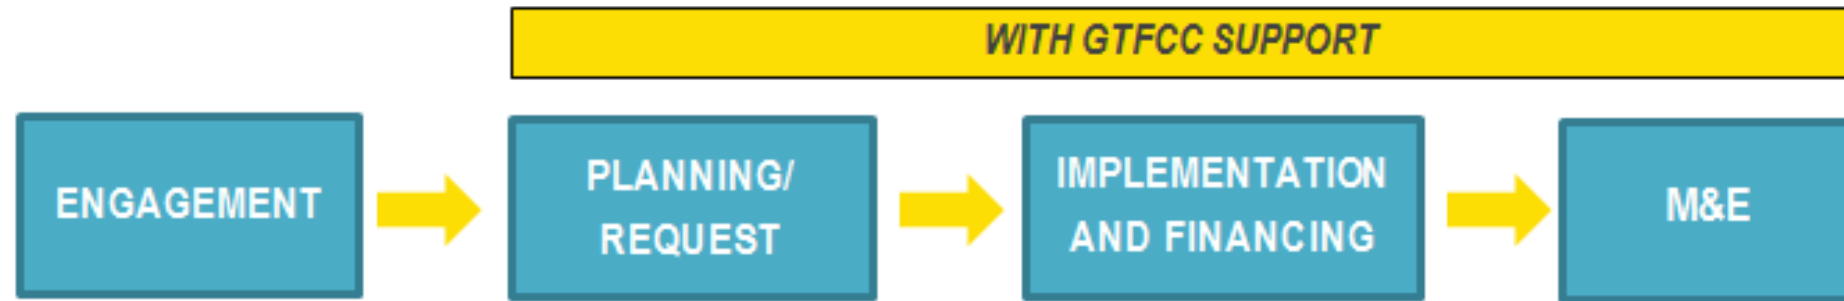 WITH GTFCC SUPPORT
ENGAGEMENT
PLANNING/
REQUEST
IMPLEMENTATION
AND FINANCING
M&E